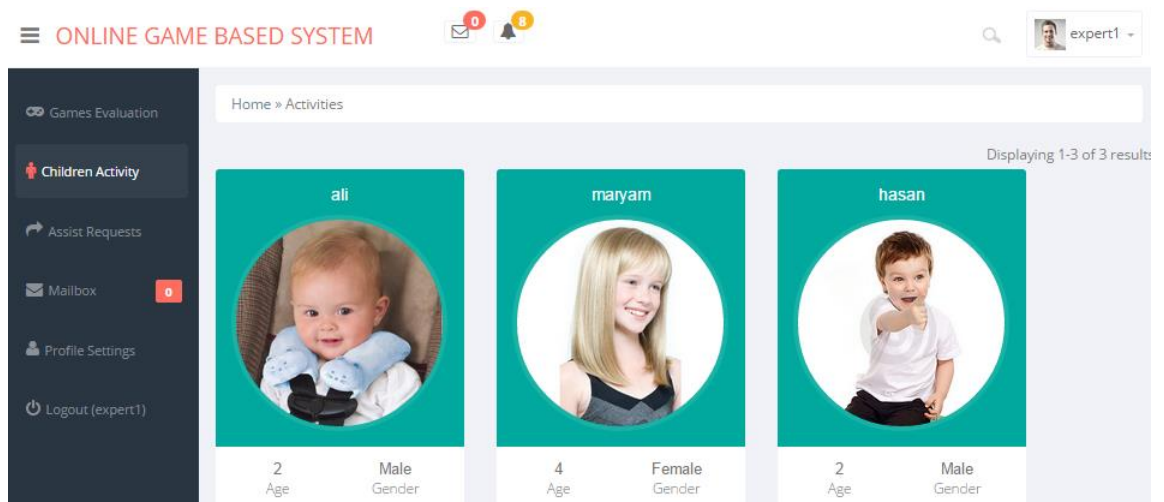 ONLINE GAME BASED SYSTEM
0
8
expert1
Games Evaluation
Children Activity
Assist Requests
Mailbox
0
Profile Settings
Logout (expert1)
Home » Activities
Displaying 1-3 of 3 results
ali
2
Age
Male
Gender
maryam
4
Age
Female
Gender
hasan
2
Age
Male
Gender